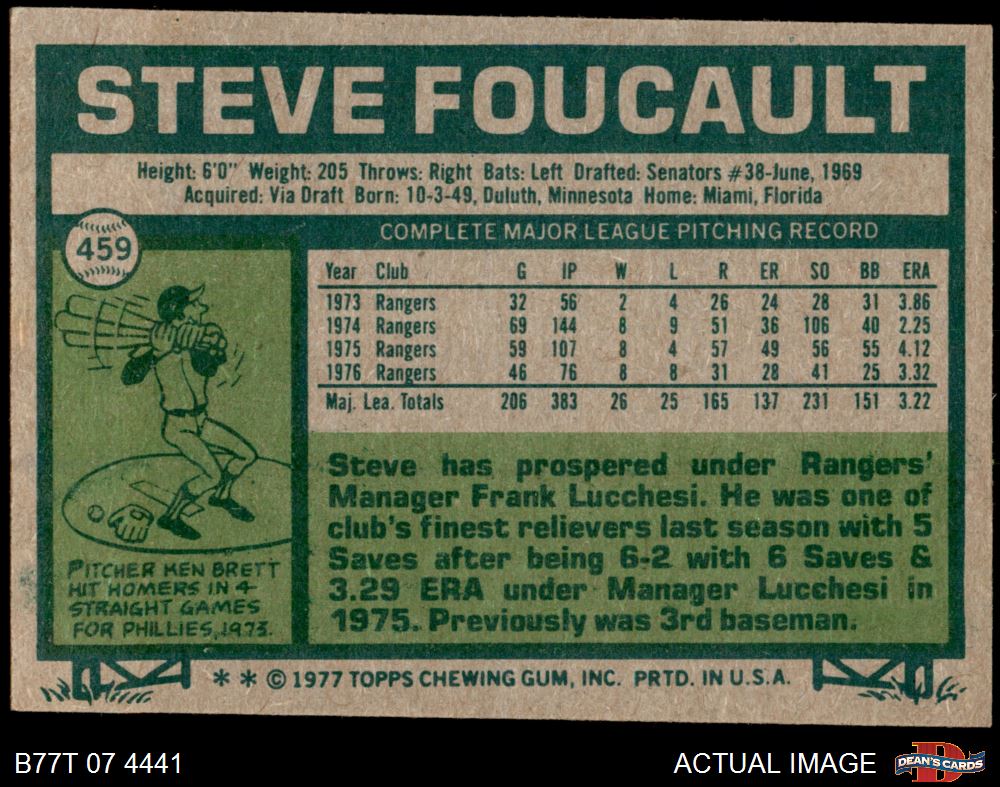 STEVE FOUCAULT
Height: 6'0" Weight: 205 Throws: Right Bats: Left Drafted: Senators #38-June, 1969
Acquired: Via Draft Born: 10-3-49, Duluth, Minnesota Home: Miami, Florida
459
COMPLETE MAJOR LEAGUE PITCHING RECORD
Year Club G IP W L R ER SO BB ERA
1973 Rangers 32 56 2 4 26 24 28 31 3.86
1974 Rangers 69 144 8 9 51 36 106 40 2.25
1975 Rangers 59 107 8 4 57 49 56 55 4.12
1976 Rangers 46 76 8 8 31 28 41 25 3.32
Maj. Lea. Totals 206 383 26 25 165 137 231 151 3.22
Steve has prospered under Rangers'
Manager Frank Lucchesi. He was one of
club's finest relievers last season with 5
Saves after being 6-2 with 6 Saves &
3.29 ERA under Manager Lucchesi in
1975. Previously was 3rd baseman.
PITCHER KEN BRETT
HIT HOMERS IN 4
STRAIGHT GAMES
FOR PHILLIES, 1973.
* * © 1977 TOPPS CHEWING GUM, INC. PRTD. IN U.S.A.
B77T 07 4441
ACTUAL IMAGE
D
DEAN'S CARDS